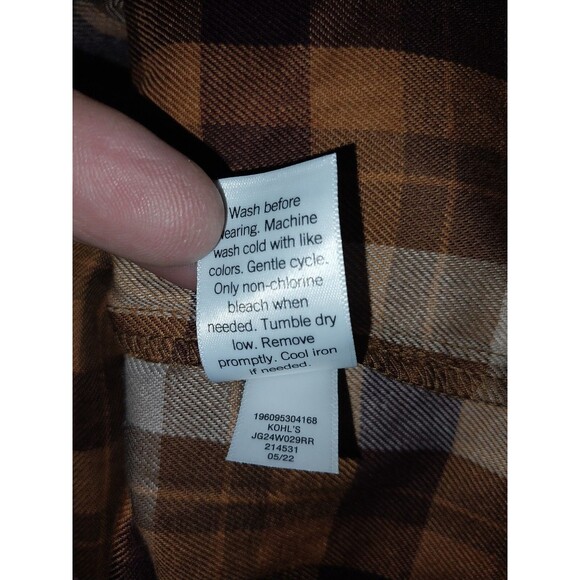 Wash before
earing. Machine
wash cold with like
colors. Gentle cycle.
Only non-chlorine
bleach when
needed. Tumble dry
low. Remove
promptly. Cool iron
if needed.
196095304168
KOHL'S
JG24W029RR
214531
05/22